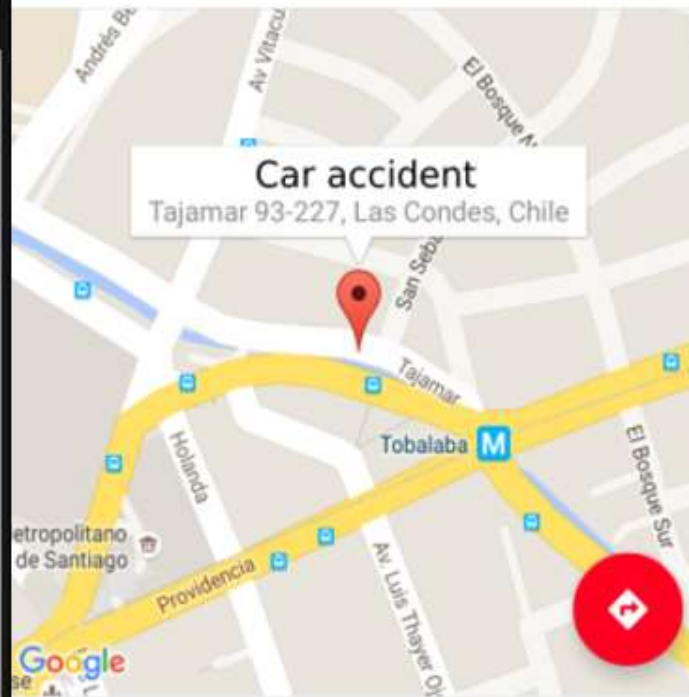 Andrés Be
Av Vitacu
El Bosque
Car accident
Tajamar 93-227, Las Condes, Chile
San Seba
Tajamar
Tobalaba M
Holanda
El Bosque Sur
etropolitano
de Santiago
Providencia
Av. Luis Thayer Oj
Google
se